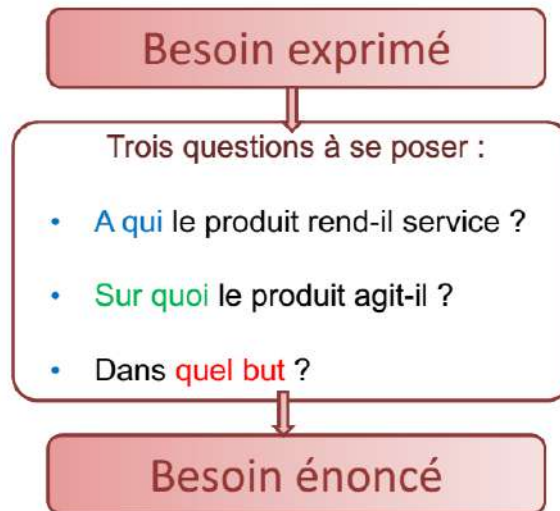 Besoin exprimé
Trois questions à se poser :
• A qui le produit rend-il service ?
• Sur quoi le produit agit-il ?
• Dans quel but ?
Besoin énoncé